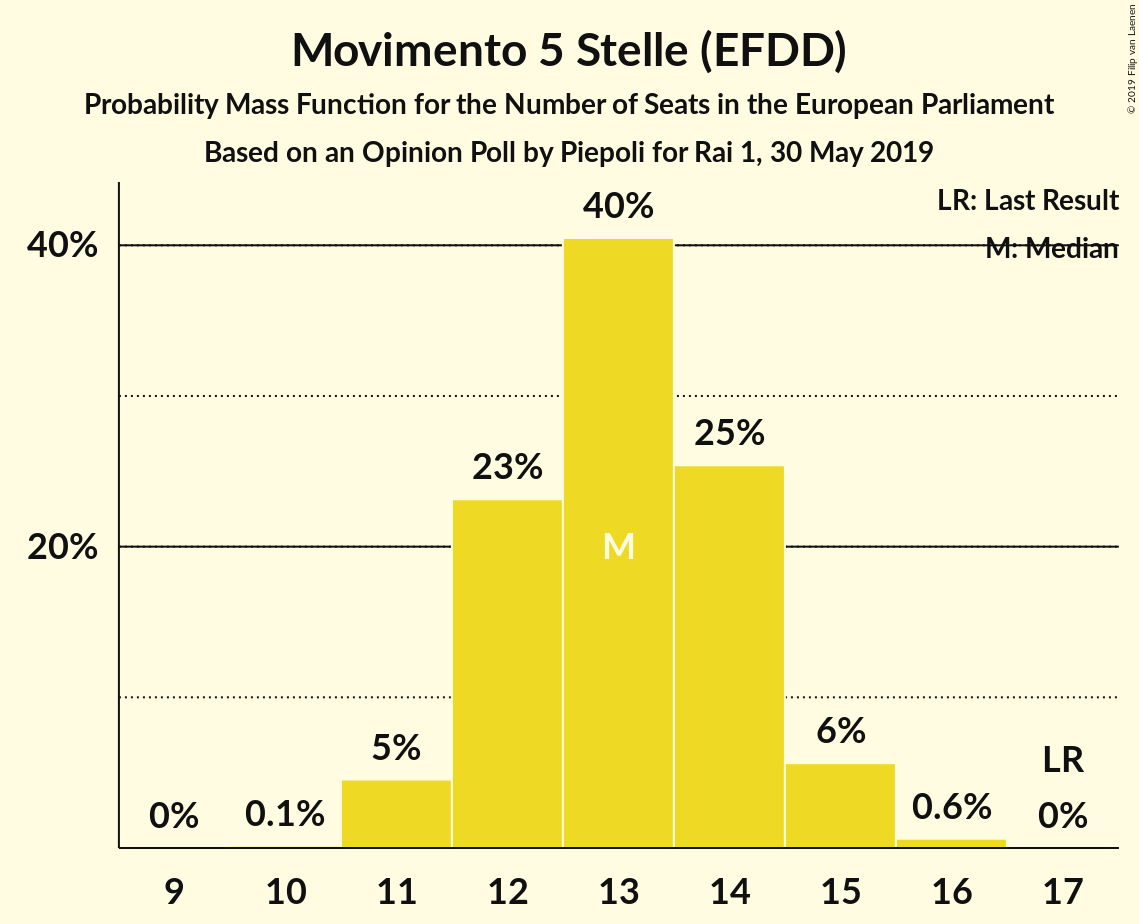 Movimento 5 Stelle (EFDD)
Probability Mass Function for the Number of Seats in the European Parliament
Based on an Opinion Poll by Piepoli for Rai 1, 30 May 2019
© 2019 Filip van Laenen
LR: Last Result
M: Median
40%
20%
0%
0.1%
5%
23%
40%
M
25%
6%
0.6%
LR
0%
9 10 11 12 13 14 15 16 17